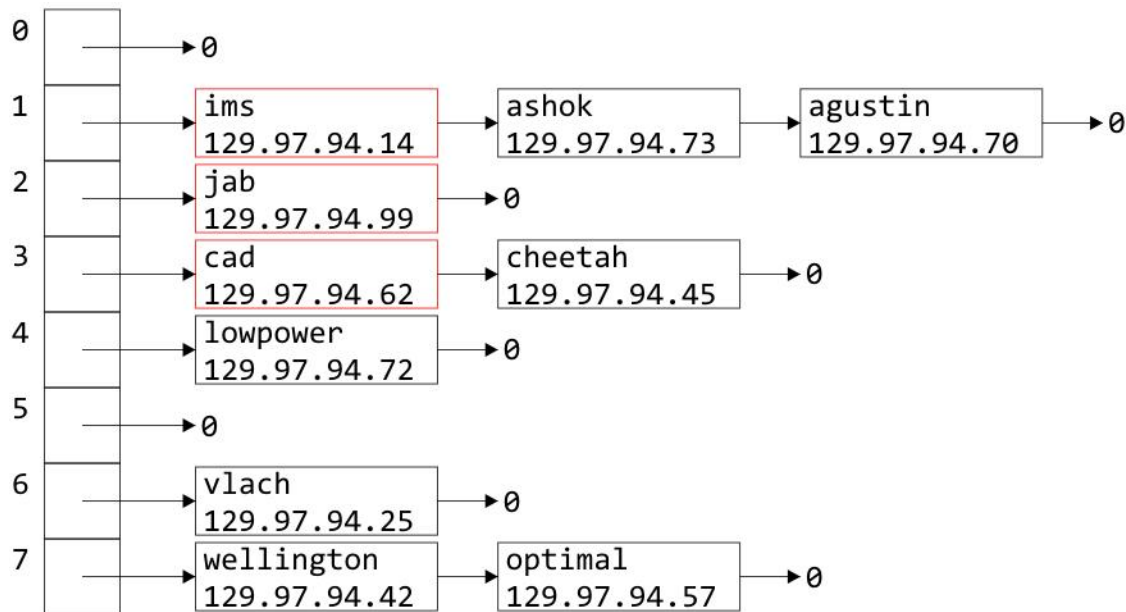 0
0
1
ims
129.97.94.14
ashok
129.97.94.73
agustin
129.97.94.70
0
2
jab
129.97.94.99
0
3
cad
129.97.94.62
cheetah
129.97.94.45
0
4
lowpower
129.97.94.72
0
5
0
6
vlach
129.97.94.25
0
7
wellington
129.97.94.42
optimal
129.97.94.57
0